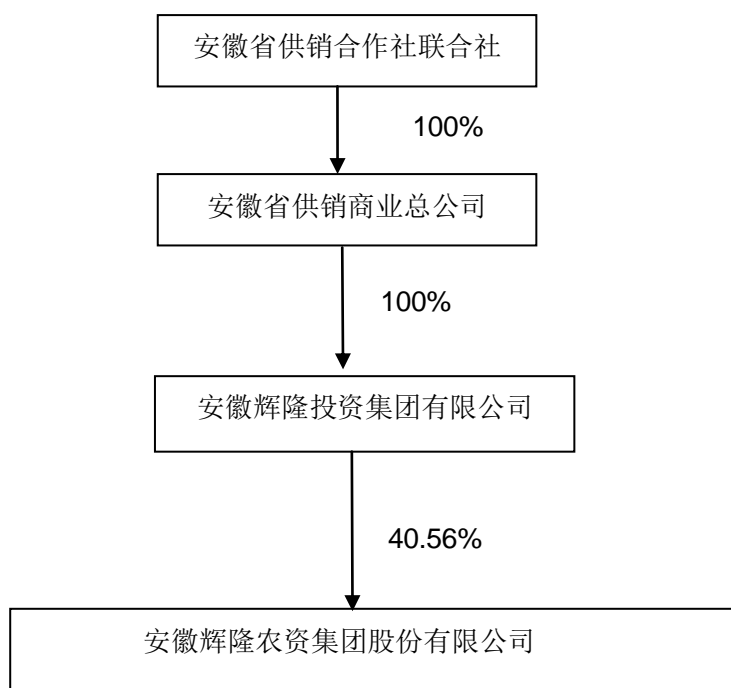 安徽省供销合作社联合社
100%
安徽省供销商业总公司
100%
安徽辉隆投资集团有限公司
40.56%
安徽辉隆农资集团股份有限公司